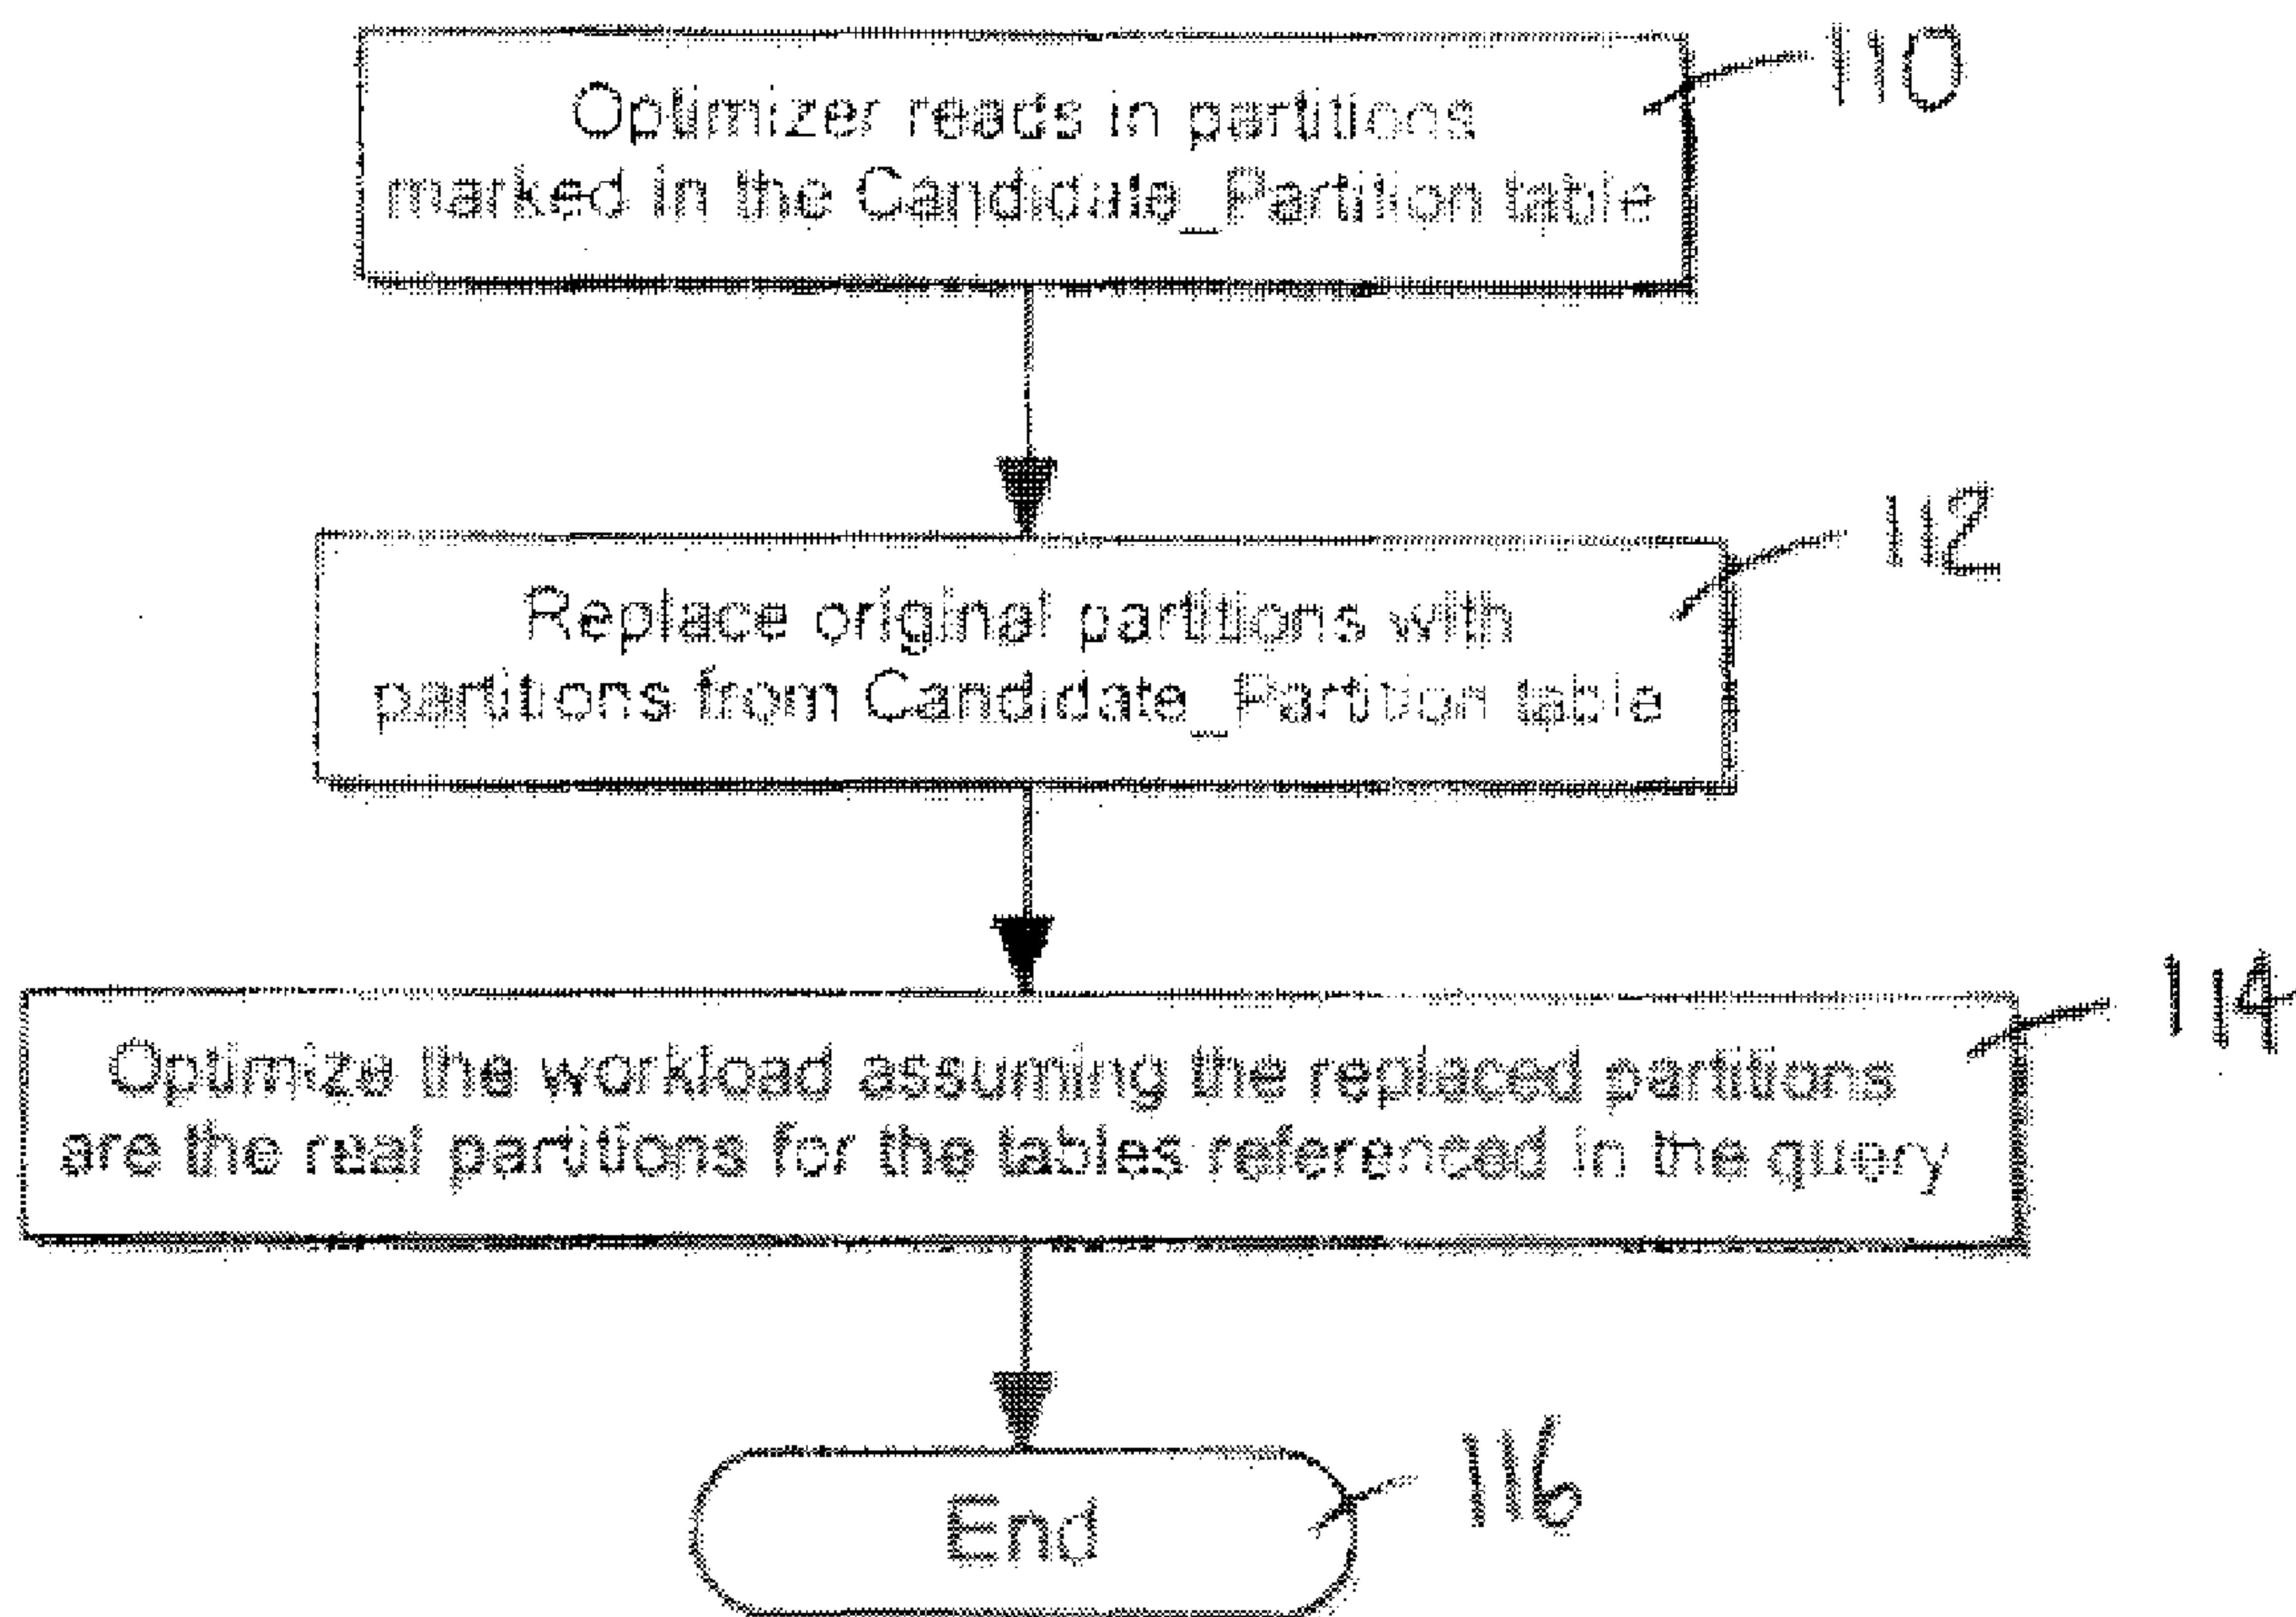 Optimizer reads in partitions
marked in the Candidate_Partition table
110
Replace original partitions with
partitions from Candidate_Partition table
112
Optimize the workload assuming the replaced partitions
are the real partitions for the tables referenced in the query
114
End
116